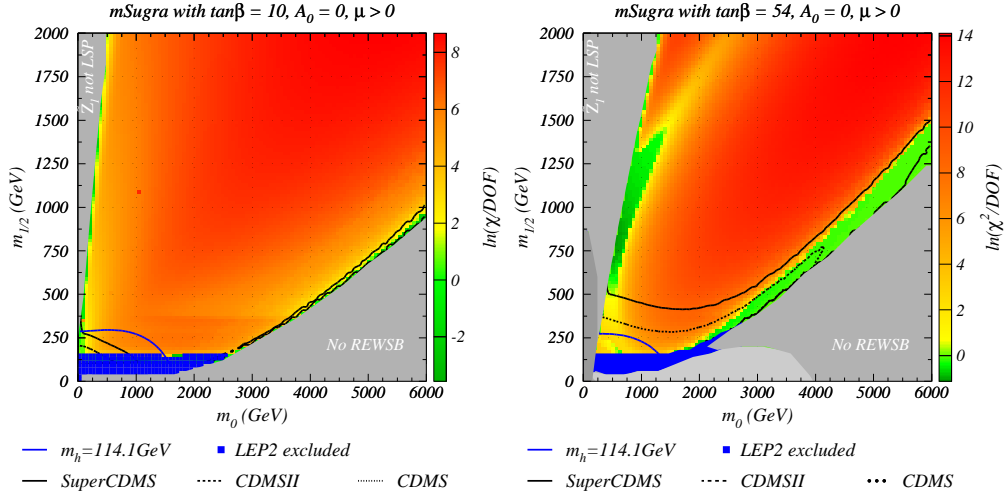 mSugra with tanβ = 10, A₀ = 0, μ > 0
m₁/₂ (GeV)
2000
1750
1500
1250
1000
750
500
250
0
Z̃₁ not LSP
No REWSB
0 1000 2000 3000 4000 5000 6000
m₀ (GeV)
8
6
4
2
0
-2
ln(χ/DOF)
m_h=114.1GeV
LEP2 excluded
SuperCDMS
CDMSII
CDMS
mSugra with tanβ = 54, A₀ = 0, μ > 0
m₁/₂ (GeV)
2000
1750
1500
1250
1000
750
500
250
0
Z̃₁ not LSP
No REWSB
0 1000 2000 3000 4000 5000 6000
m₀ (GeV)
14
12
10
8
6
4
2
0
ln(χ²/DOF)
m_h=114.1GeV
LEP2 excluded
SuperCDMS
CDMSII
CDMS